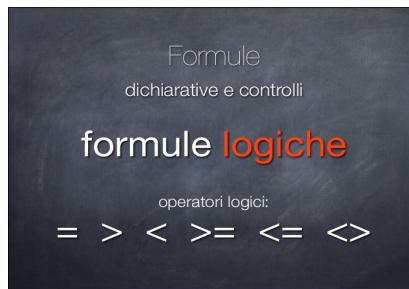 Formule
dichiarative e controlli
formule logiche
operatori logici:
= > < >= <= <>